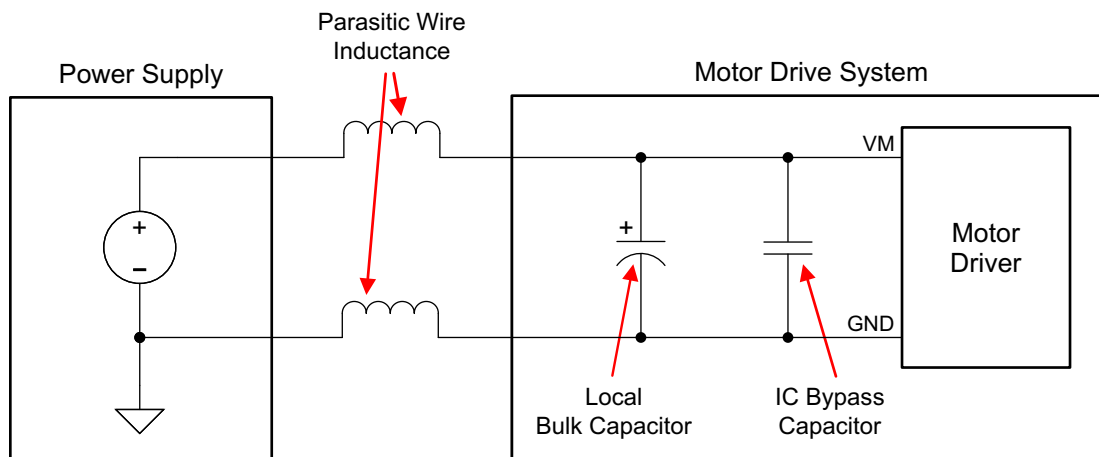 Parasitic Wire
Inductance
Power Supply
Motor Drive System
VM
+
+
Motor
Driver
–
GND
Local
Bulk Capacitor
IC Bypass
Capacitor